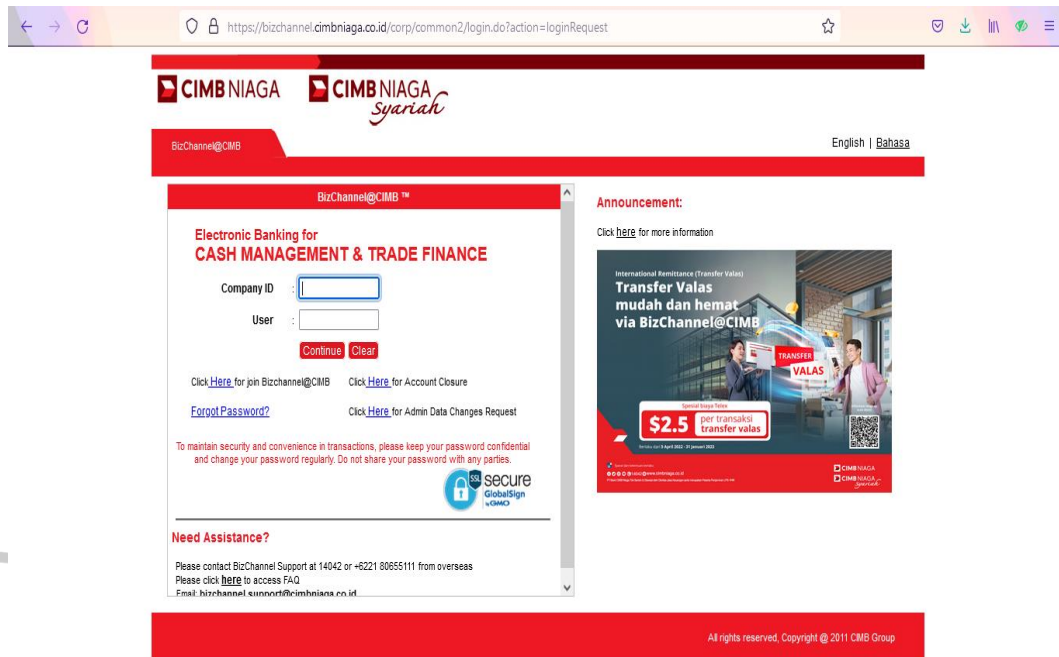 https://bizchannel.cimbniaga.co.id/corp/common2/login.do?action=loginRequest
CIMB NIAGA
CIMB NIAGA Syariah
BizChannel@CIMB
English | Bahasa
BizChannel@CIMB ™
Electronic Banking for
CASH MANAGEMENT & TRADE FINANCE
Company ID :
User :
Continue Clear
Click Here for join Bizchannel@CIMB Click Here for Account Closure
Forgot Password? Click Here for Admin Data Changes Request
To maintain security and convenience in transactions, please keep your password confidential
and change your password regularly. Do not share your password with any parties.
SSL secure
GlobalSign
by GMO
Need Assistance?
Please contact BizChannel Support at 14042 or +6221 80655111 from overseas
Please click here to access FAQ
Email: bizchannel.support@cimbniaga.co.id
Announcement:
Click here for more information
International Remittance (Transfer Valas)
Transfer Valas
mudah dan hemat
via BizChannel@CIMB
TRANSFER
VALAS
Spesial Biaya Telex
$2.5 per transaksi
transfer valas
CIMB NIAGA
CIMB NIAGA Syariah
All rights reserved, Copyright @ 2011 CIMB Group